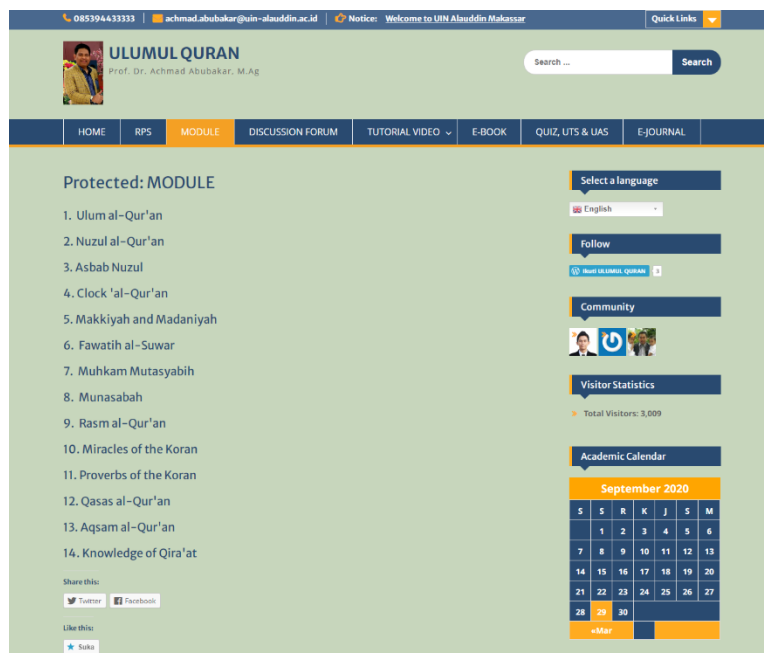 085394433333 | achmad.abubakar@uin-alauddin.ac.id | Notice: Welcome to UIN Alauddin Makassar
Quick Links
ULUMUL QURAN
Prof. Dr. Achmad Abubakar, M.Ag
Search ...
Search
HOME RPS MODULE DISCUSSION FORUM TUTORIAL VIDEO E-BOOK QUIZ, UTS & UAS E-JOURNAL
Protected: MODULE
1. Ulum al-Qur'an
2. Nuzul al-Qur'an
3. Asbab Nuzul
4. Clock 'al-Qur'an
5. Makkiyah and Madaniyah
6. Fawatih al-Suwar
7. Muhkam Mutasyabih
8. Munasabah
9. Rasm al-Qur'an
10. Miracles of the Koran
11. Proverbs of the Koran
12. Qasas al-Qur'an
13. Aqsam al-Qur'an
14. Knowledge of Qira'at
Share this:
Twitter Facebook
Like this:
Suka
Select a language
English
Follow
Ikuti ULUMUL QURAN 3
Community
Visitor Statistics
Total Visitors: 3,009
Academic Calendar
September 2020
S S R K J S M
1 2 3 4 5 6
7 8 9 10 11 12 13
14 15 16 17 18 19 20
21 22 23 24 25 26 27
28 29 30
«Mar